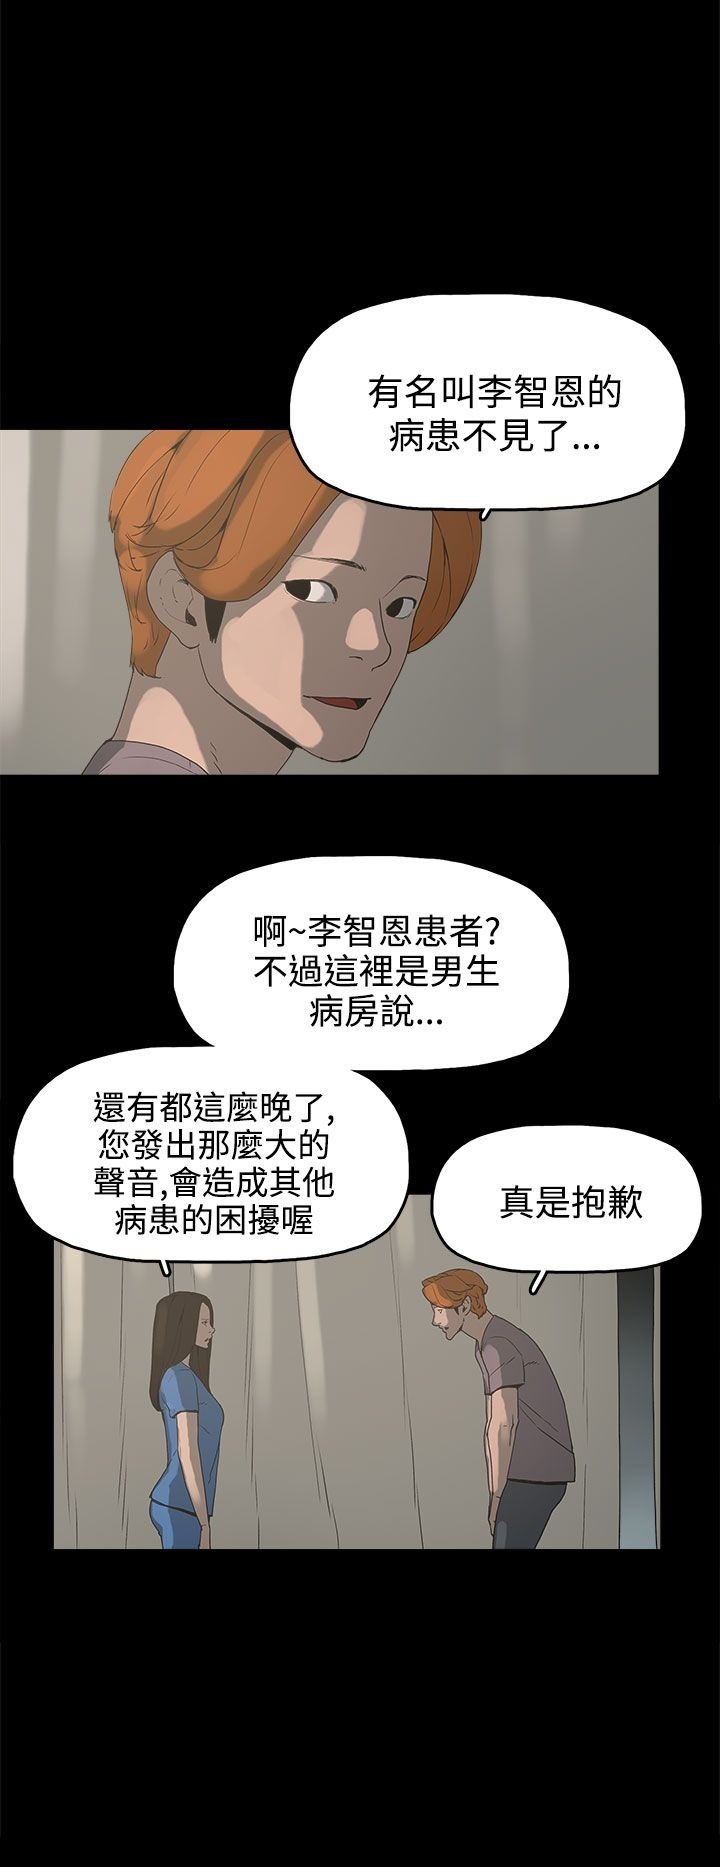 有名叫李智恩的
病患不見了...
啊~李智恩患者?
不過這裡是男生
病房說...
還有都這麼晚了,
您發出那麼大的
聲音,會造成其他
病患的困擾喔
真是抱歉